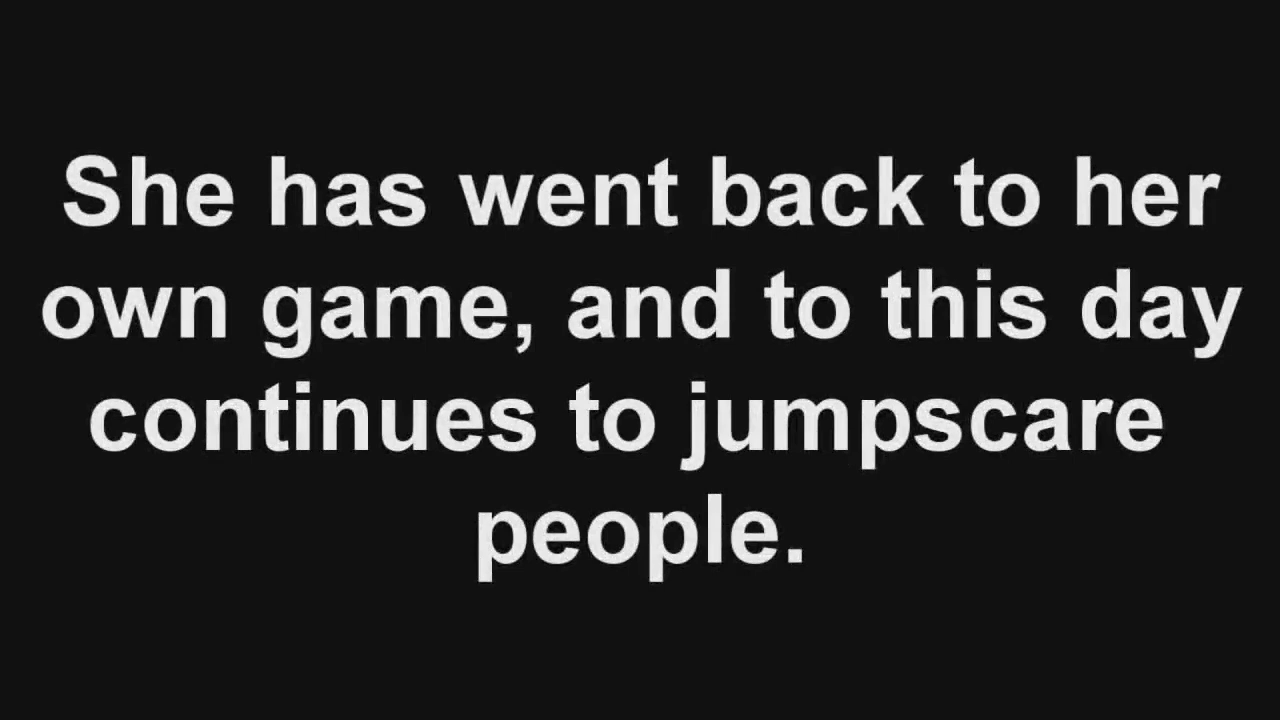 She has went back to her
own game, and to this day
continues to jumpscare
people.